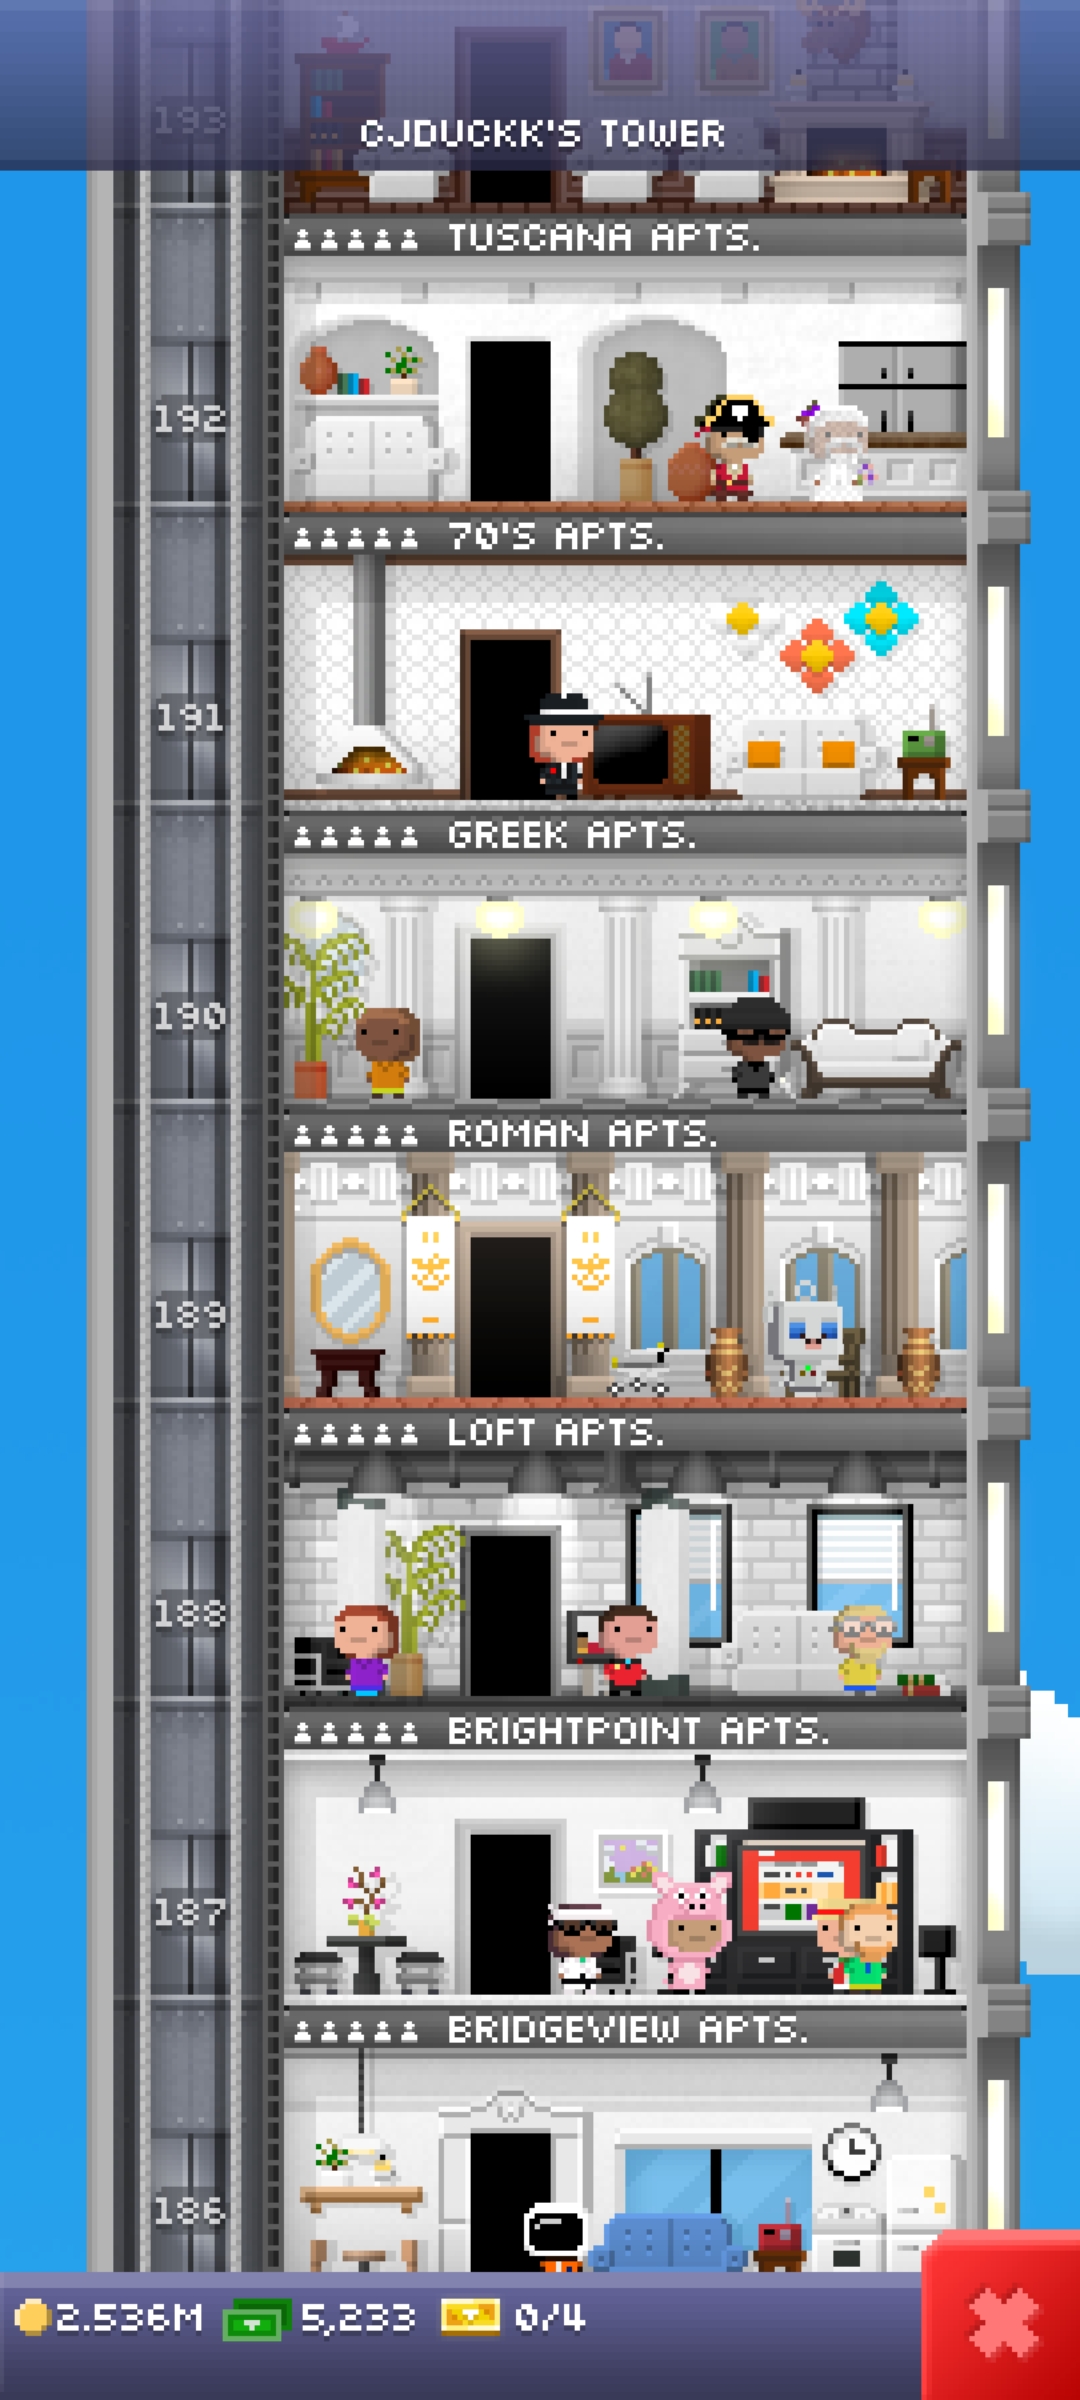 193
CJDUCKK'S TOWER
TUSCANA APTS.
192
70'S APTS.
191
GREEK APTS.
190
ROMAN APTS.
189
LOFT APTS.
188
BRIGHTPOINT APTS.
187
BRIDGEVIEW APTS.
186
2.536M 5,233 0/4